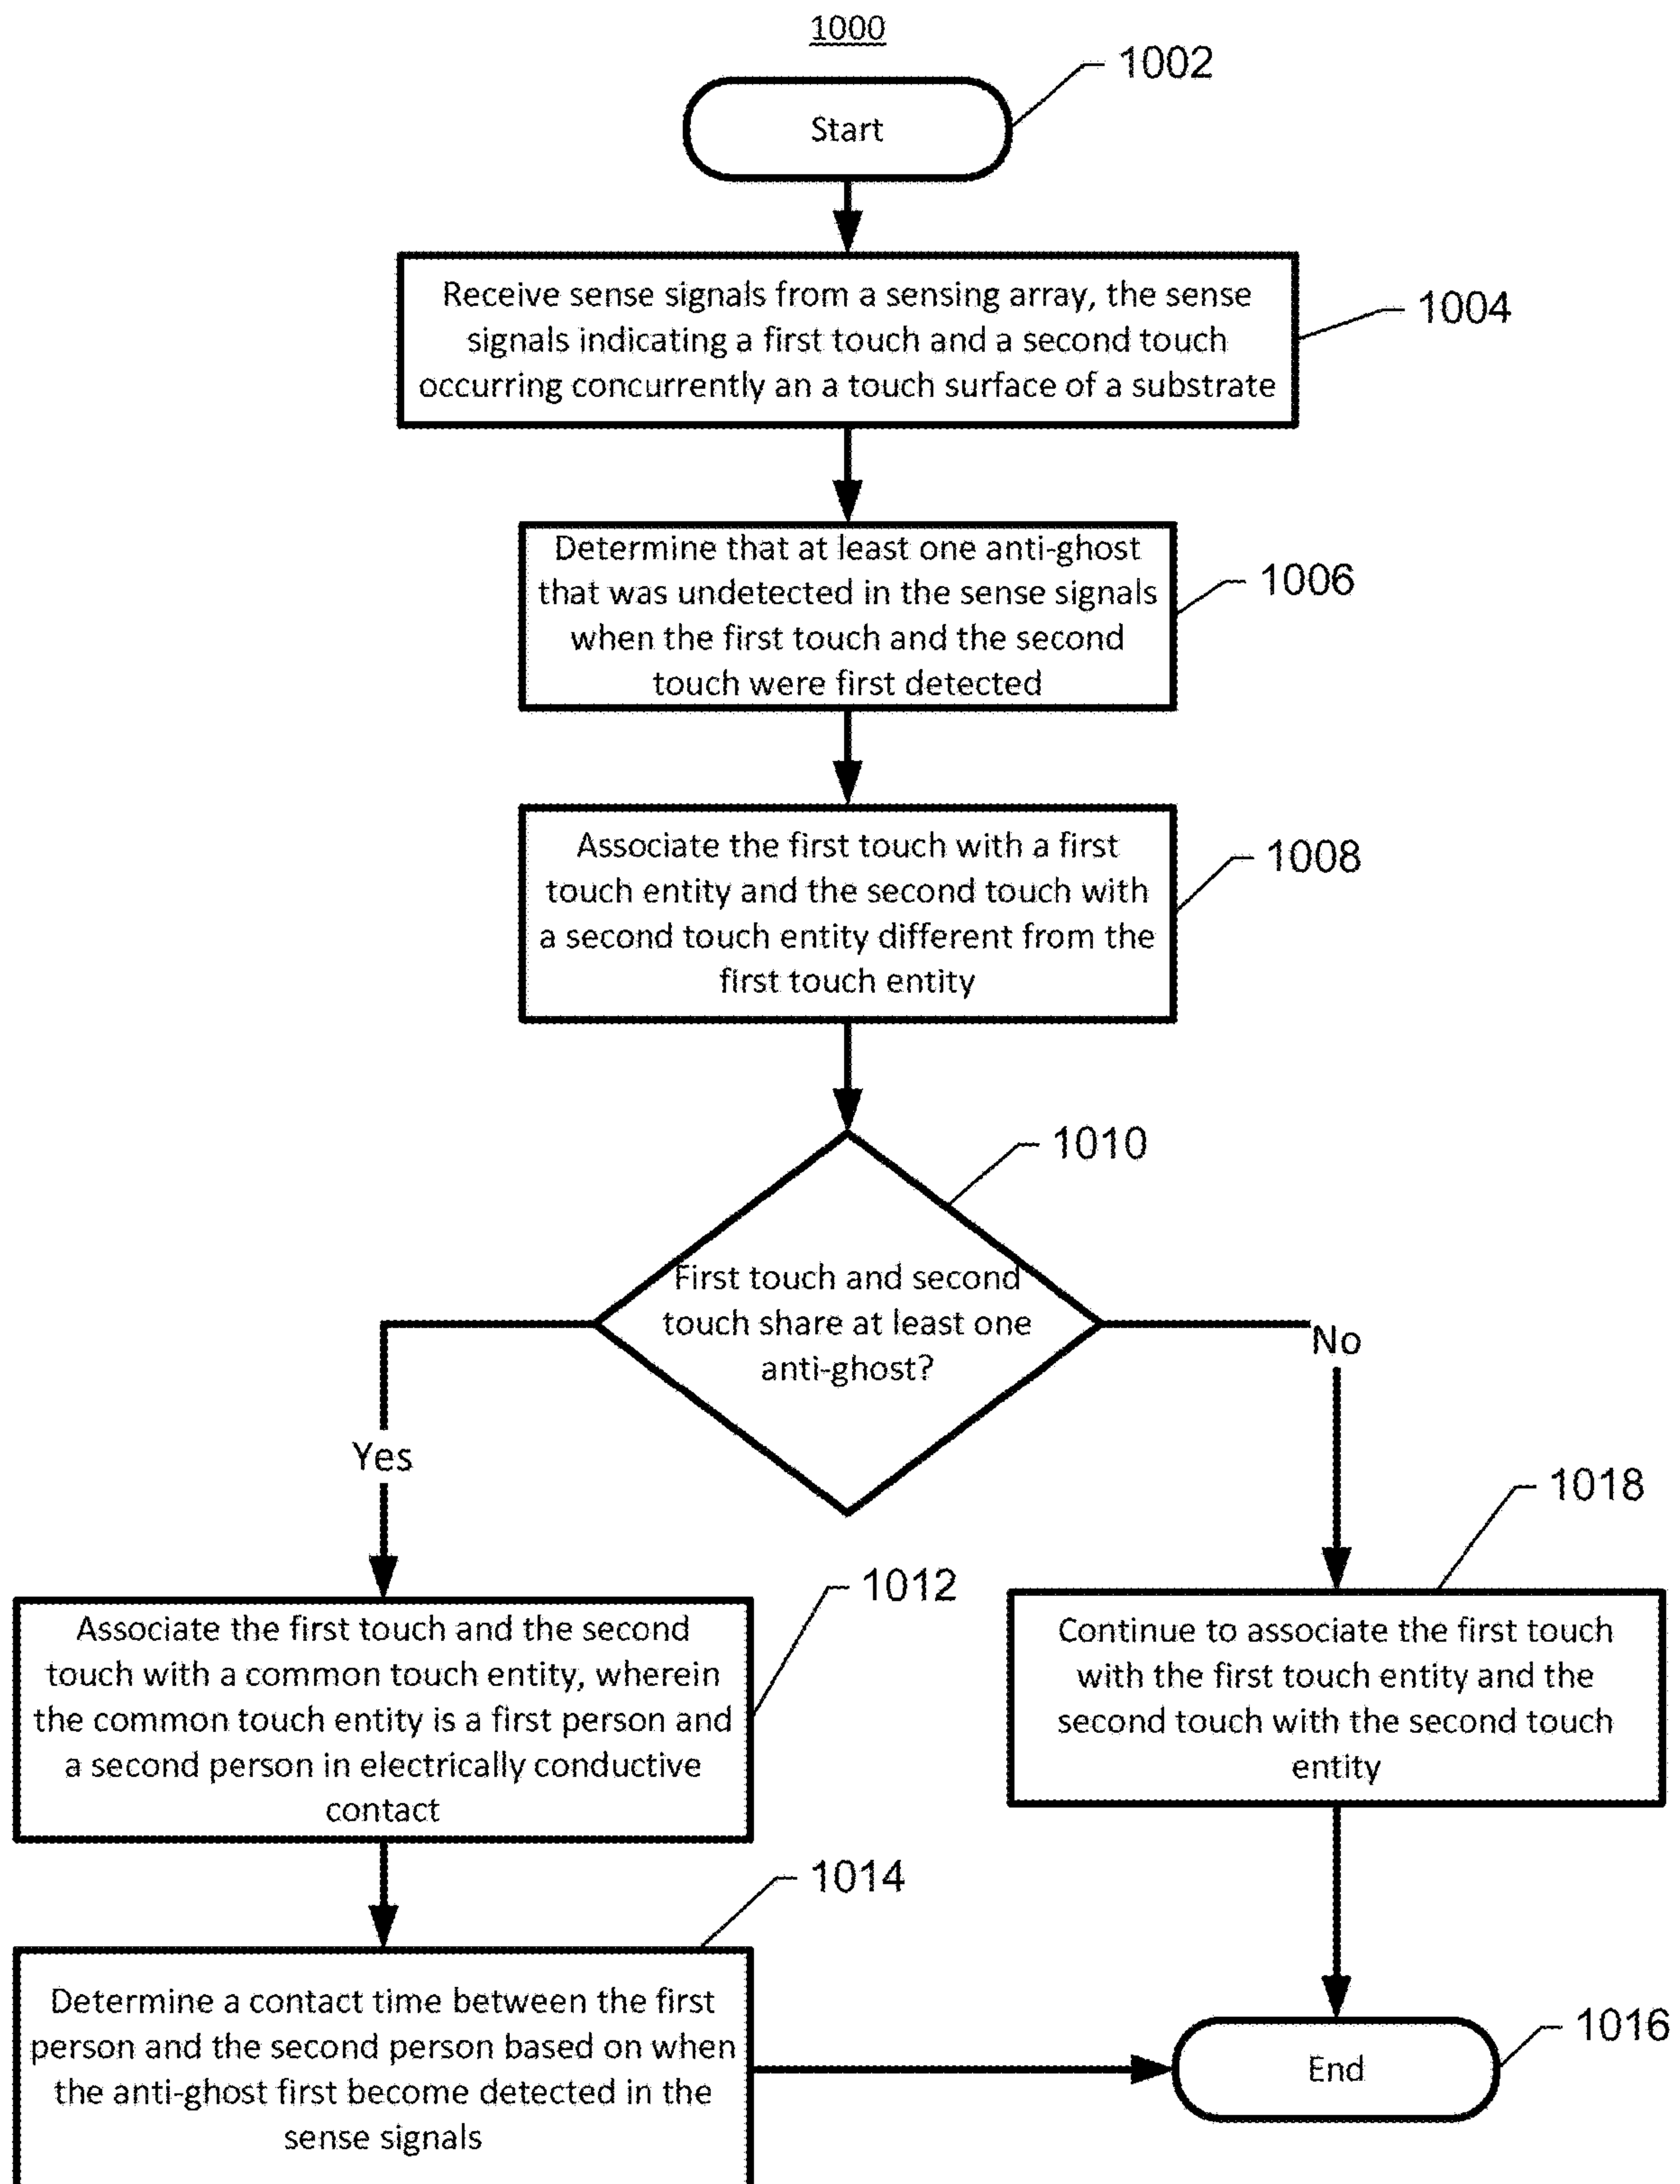 1000
1002
Start
Receive sense signals from a sensing array, the sense
signals indicating a first touch and a second touch
occurring concurrently an a touch surface of a substrate
1004
Determine that at least one anti-ghost
that was undetected in the sense signals
when the first touch and the second
touch were first detected
1006
Associate the first touch with a first
touch entity and the second touch with
a second touch entity different from the
first touch entity
1008
1010
First touch and second
touch share at least one
anti-ghost?
No
Yes
1012
Associate the first touch and the second
touch with a common touch entity, wherein
the common touch entity is a first person and
a second person in electrically conductive
contact
1018
Continue to associate the first touch
with the first touch entity and the
second touch with the second touch
entity
1014
Determine a contact time between the first
person and the second person based on when
the anti-ghost first become detected in the
sense signals
1016
End